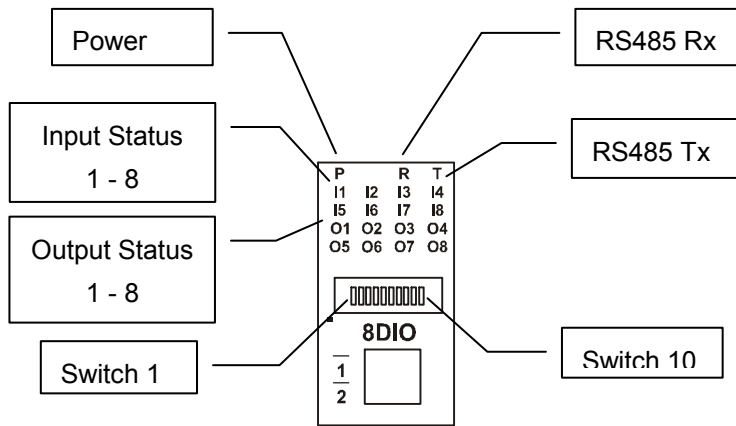 Power
RS485 Rx
Input Status
1 - 8
RS485 Tx
P R T
I1 I2 I3 I4
I5 I6 I7 I8
O1 O2 O3 O4
O5 O6 O7 O8
Output Status
1 - 8
8DIO
Switch 1
Switch 10
1
2